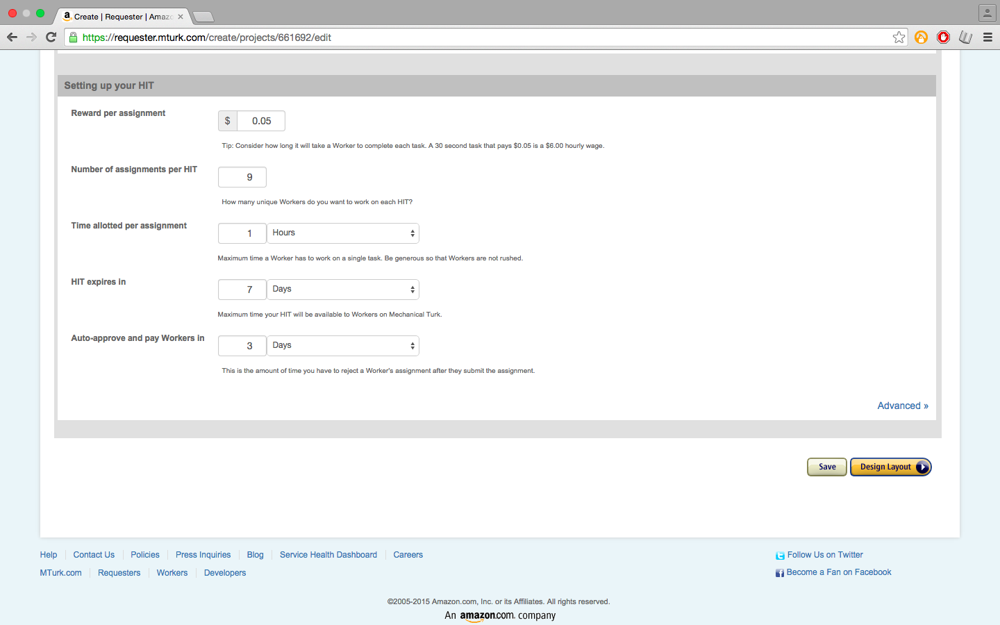 Create | Requester | Amaz
https://requester.mturk.com/create/projects/661692/edit
Setting up your HIT
Reward per assignment
$ 0.05
Tip: Consider how long it will take a Worker to complete each task. A 30 second task that pays $0.05 is a $6.00 hourly wage.
Number of assignments per HIT
9
How many unique Workers do you want to work on each HIT?
Time allotted per assignment
1 Hours
Maximum time a Worker has to work on a single task. Be generous so that Workers are not rushed.
HIT expires in
7 Days
Maximum time your HIT will be available to Workers on Mechanical Turk.
Auto-approve and pay Workers in
3 Days
This is the amount of time you have to reject a Worker's assignment after they submit the assignment.
Advanced »
Save Design Layout
Help Contact Us Policies Press Inquiries Blog Service Health Dashboard Careers
Follow Us on Twitter
MTurk.com Requesters Workers Developers
Become a Fan on Facebook
©2005-2015 Amazon.com, Inc. or its Affiliates. All rights reserved.
An amazon.com. company